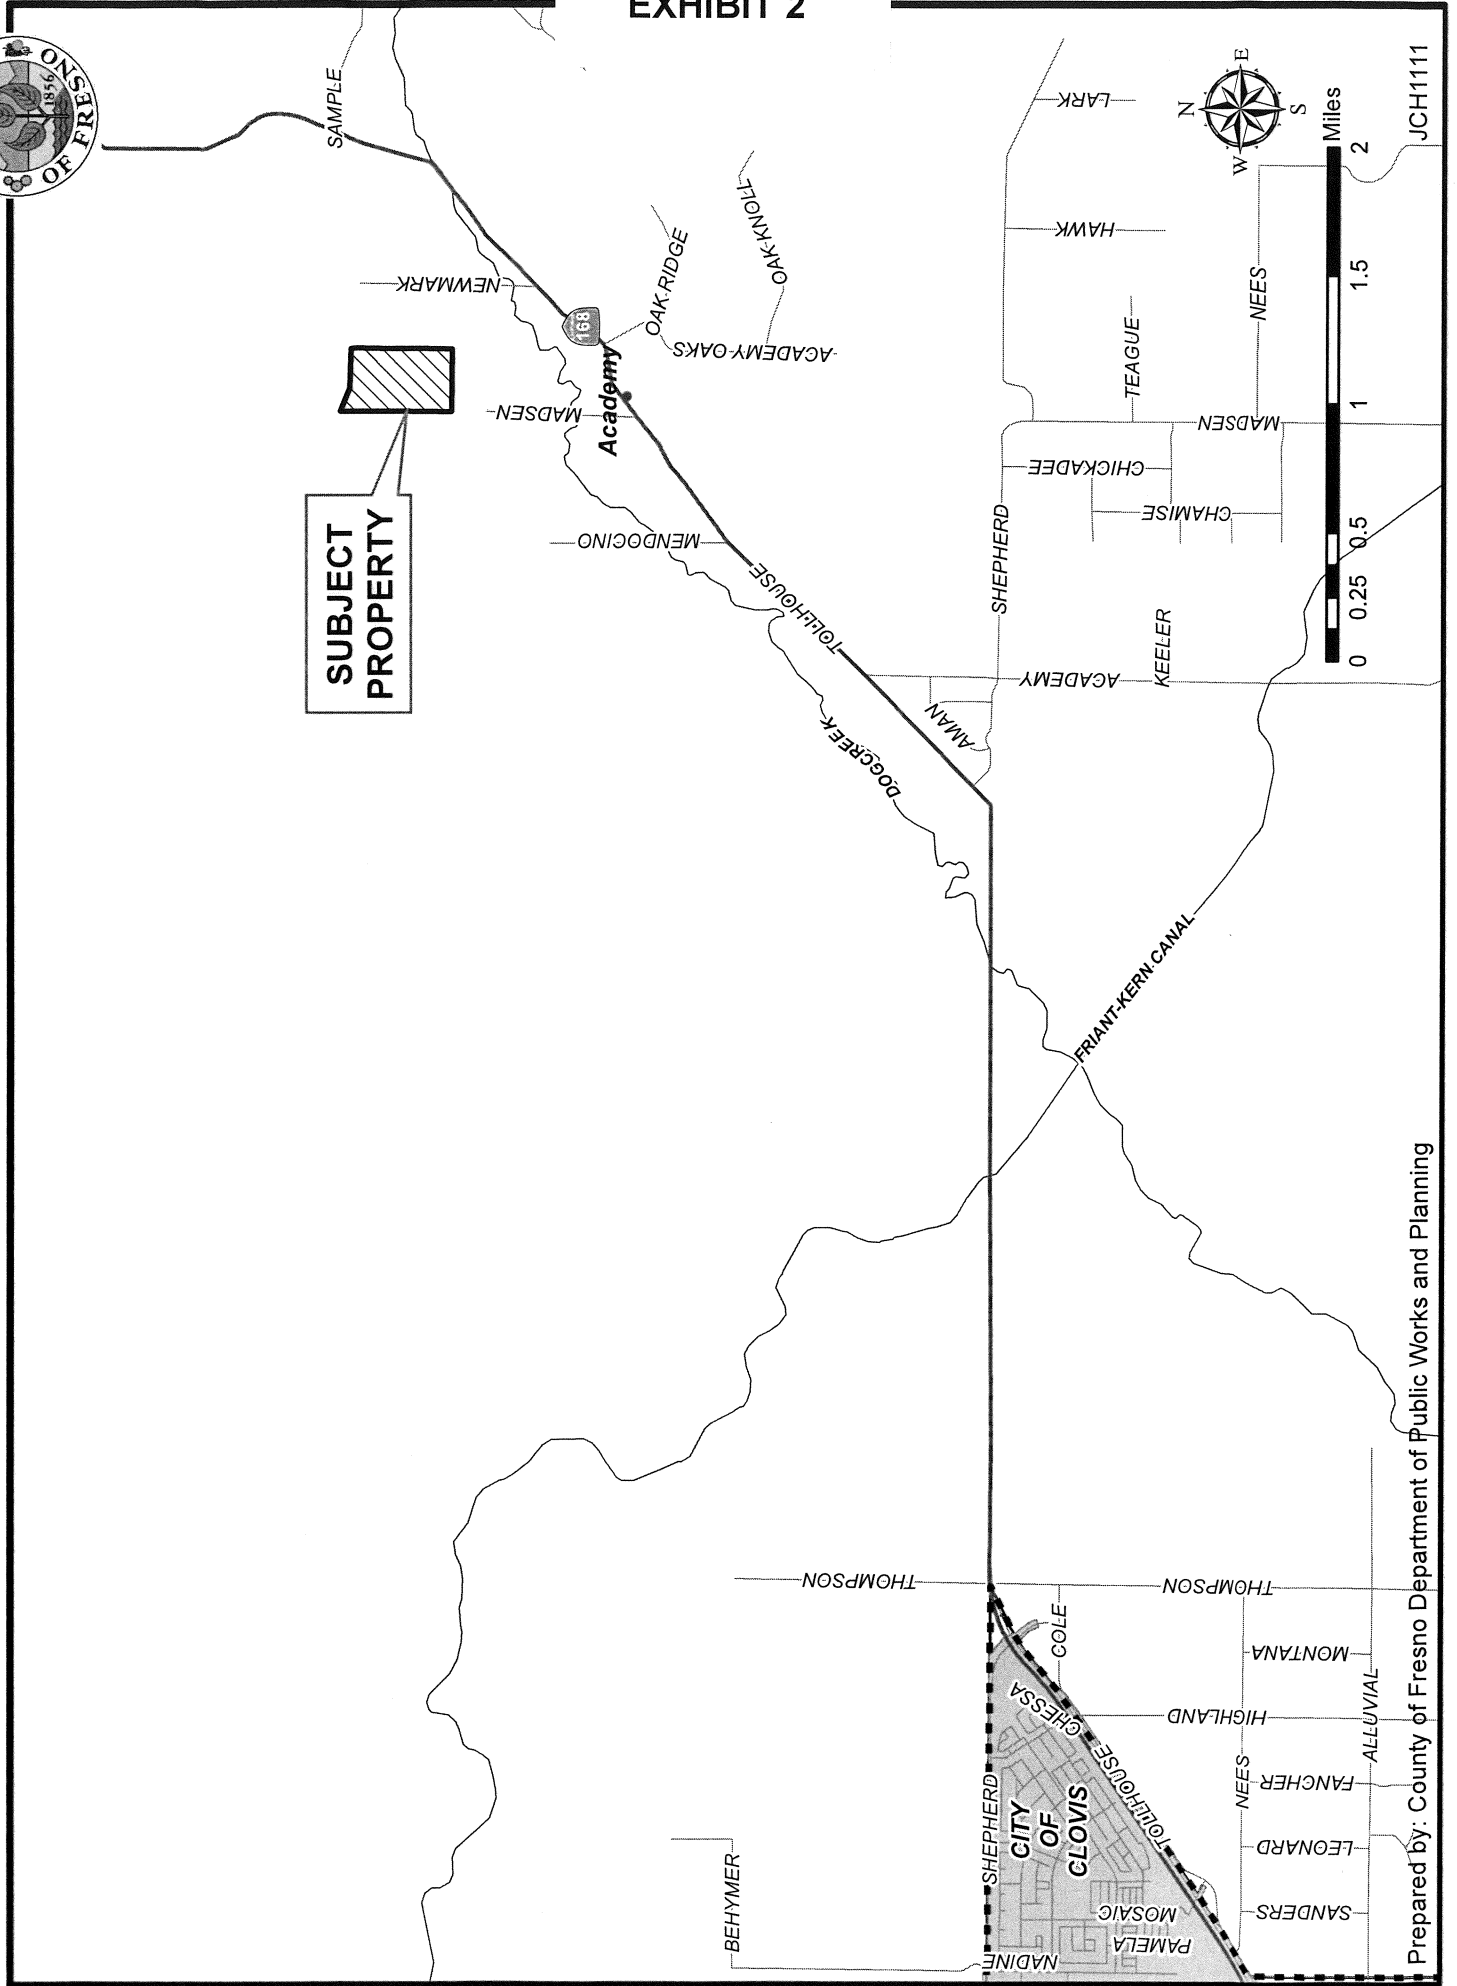 EXHIBIT 2
1856
OF FRESNO
SAMPLE
NEWMARK
168
OAK RIDGE
OAK KNOLL
ACADEMY OAKS
MADSEN
Academy
SUBJECT
PROPERTY
MENDOCINO
TOLLHOUSE
LARK
HAWK
NEES
TEAGUE
MADSEN
CHICKADEE
CHAMISE
SHEPHERD
KEELER
ACADEMY
AMAN
DOG CREEK
FRIANT-KERN CANAL
N
E
S
W
0 0.25 0.5 1 1.5 2
Miles
JCH1111
THOMPSON
THOMPSON
COLE
MONTANA
CHESSA
HIGHLAND
ALLUVIAL
TOLLHOUSE
NEES
FANCHER
SHEPHERD
CITY
OF
CLOVIS
LEONARD
BEHYMER
MOSAIC
SANDERS
PAMELA
NADINE
Prepared by: County of Fresno Department of Public Works and Planning